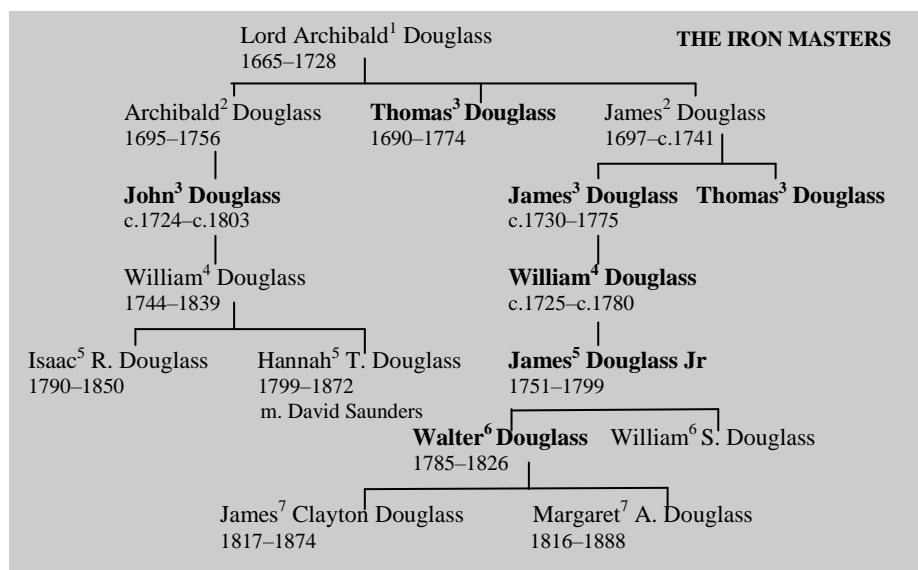 Lord Archibald¹ Douglass
1665–1728
THE IRON MASTERS
Archibald² Douglass
1695–1756
Thomas³ Douglass
1690–1774
James² Douglass
1697–c.1741
John³ Douglass
c.1724–c.1803
James³ Douglass
c.1730–1775
Thomas³ Douglass
William⁴ Douglass
1744–1839
William⁴ Douglass
c.1725–c.1780
Isaac⁵ R. Douglass
1790–1850
Hannah⁵ T. Douglass
1799–1872
m. David Saunders
James⁵ Douglass Jr
1751–1799
Walter⁶ Douglass
1785–1826
William⁶ S. Douglass
James⁷ Clayton Douglass
1817–1874
Margaret⁷ A. Douglass
1816–1888